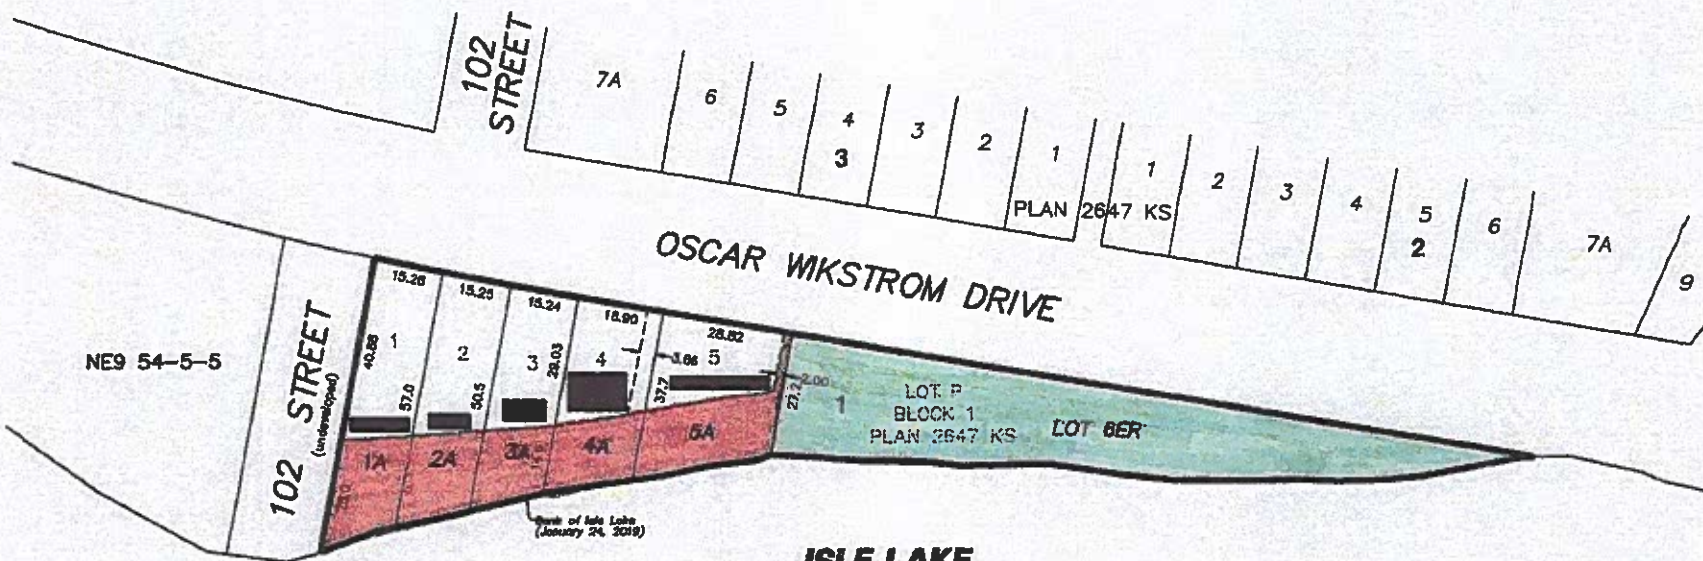 102
STREET
7A
6
5
4
3
3
2
1
PLAN 2647 KS
1
2
3
4
5
2
6
7A
9
OSCAR WIKSTROM DRIVE
NE9 54-5-5
102 STREET
(undeveloped)
15.26
15.25
15.24
18.90
28.82
40.88
1
57.0
2
50.5
3
29.03
4
3.66
37.7
5
2.00
27.2
1
LOT P
BLOCK 1
PLAN 2647 KS
LOT 6ER
1A
2A
3A
4A
5A
Bank of Isle Lake
(January 24, 2019)
ISLE LAKE